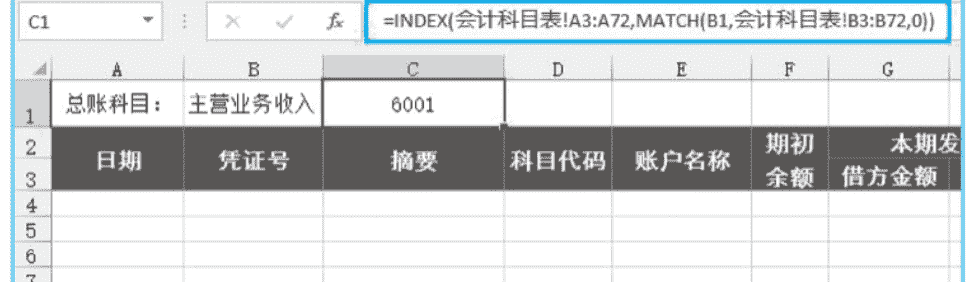 C1 fx =INDEX(会计科目表!A3:A72,MATCH(B1,会计科目表!B3:B72,0))
A B C D E F G
1 总账科目： 主营业务收入 6001
2 日期 凭证号 摘要 科目代码 账户名称 期初 本期发
3 余额 借方金额
4
5
6
7